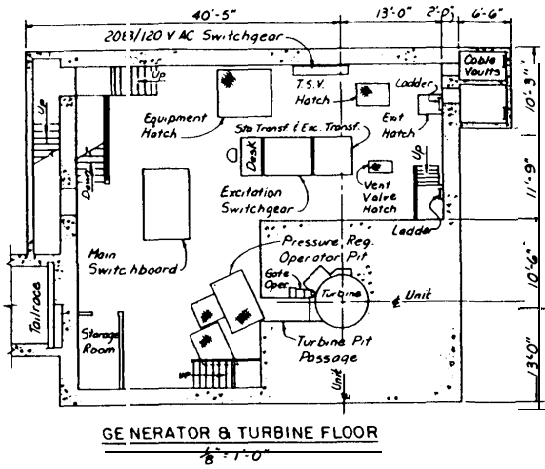 40'-5"
13'-0"
2'-0"
6'-6"
208/120 V AC Switchgear
Up
T.S.V.
Hatch
Ladder
Cable
Vaults
10'-3"
Equipment
Hatch
Exit
Hatch
Sta Transf. & Exc. Transf.
Up
Desk
Up
Down
Excitation
Switchgear
Vent
Valve
Hatch
11'-9"
Ladder
Main
Switchboard
Pressure Reg.
Operator Pit
Gate
Oper
Turbine
Unit
10'-6"
Tailrace
Storage
Room
Turbine Pit
Passage
UP
Unit
13'-0"
GENERATOR & TURBINE FLOOR
1/8" = 1'-0"